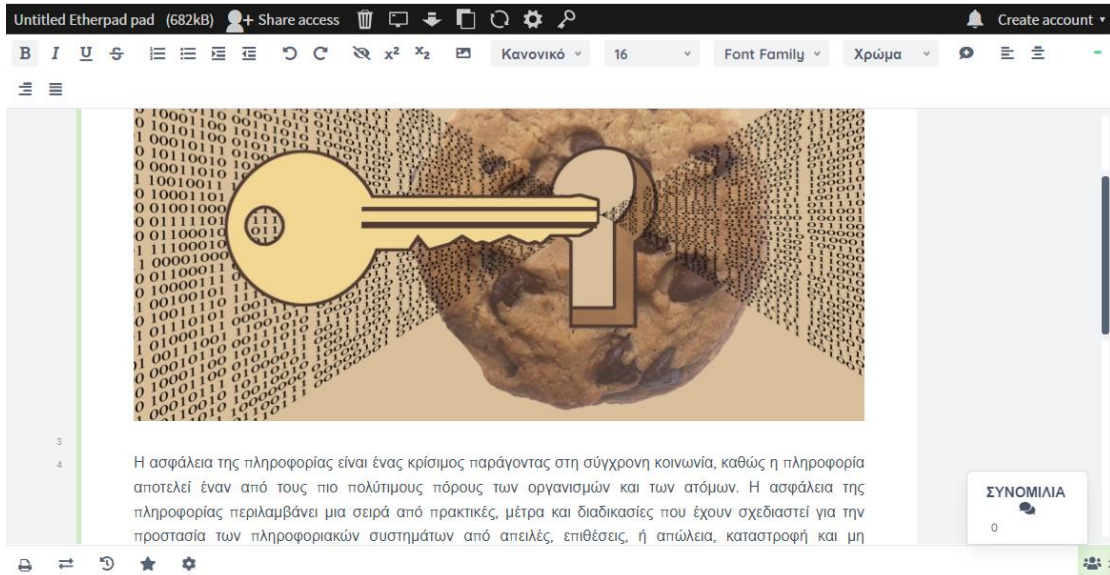 Untitled Etherpad pad (682kB) Share access Create account
B I U S x² x₂ Κανονικό 16 Font Family Χρώμα
3
4 Η ασφάλεια της πληροφορίας είναι ένας κρίσιμος παράγοντας στη σύγχρονη κοινωνία, καθώς η πληροφορία
αποτελεί έναν από τους πιο πολύτιμους πόρους των οργανισμών και των ατόμων. Η ασφάλεια της
πληροφορίας περιλαμβάνει μια σειρά από πρακτικές, μέτρα και διαδικασίες που έχουν σχεδιαστεί για την
προστασία των πληροφοριακών συστημάτων από απειλές, επιθέσεις, ή απώλεια, καταστροφή και μη
ΣΥΝΟΜΙΛΙΑ
0